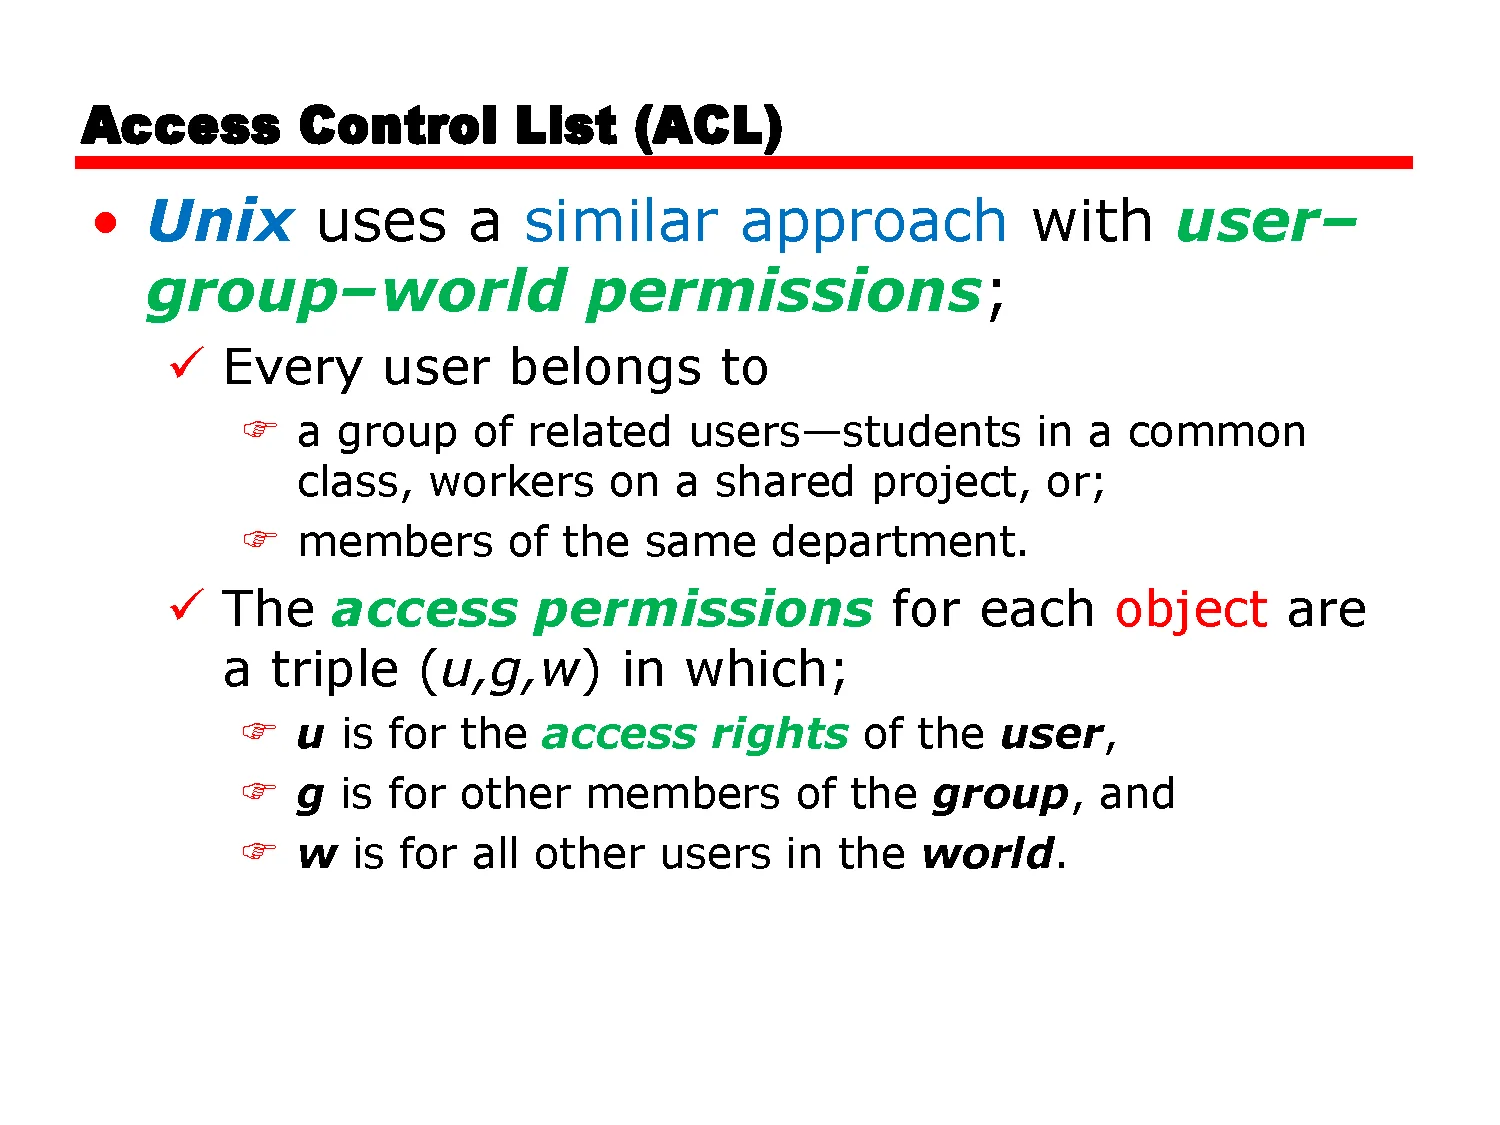 Access Control List (ACL)
• Unix uses a similar approach with user–
group–world permissions;
✓ Every user belongs to
☞ a group of related users—students in a common
class, workers on a shared project, or;
☞ members of the same department.
✓ The access permissions for each object are
a triple (u,g,w) in which;
☞ u is for the access rights of the user,
☞ g is for other members of the group, and
☞ w is for all other users in the world.